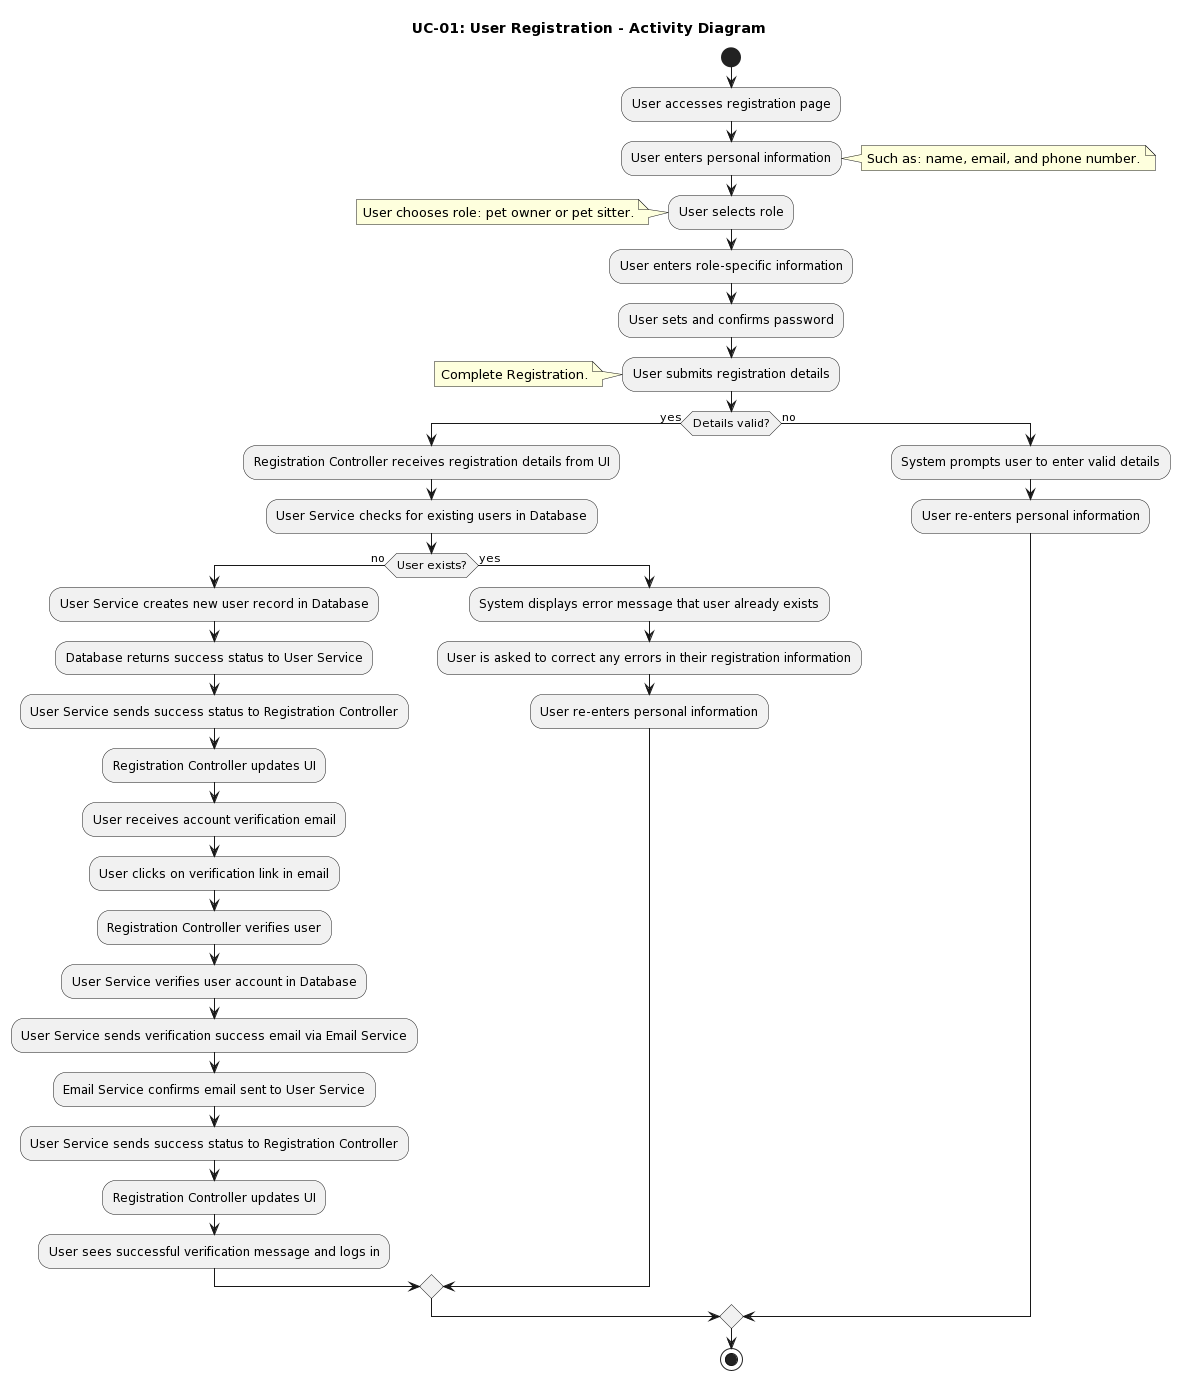 UC-01: User Registration - Activity Diagram
User accesses registration page
User enters personal information
Such as: name, email, and phone number.
User chooses role: pet owner or pet sitter.
User selects role
User enters role-specific information
User sets and confirms password
Complete Registration.
User submits registration details
yes
Details valid?
no
Registration Controller receives registration details from UI
System prompts user to enter valid details
User Service checks for existing users in Database
User re-enters personal information
no
User exists?
yes
User Service creates new user record in Database
System displays error message that user already exists
Database returns success status to User Service
User is asked to correct any errors in their registration information
User Service sends success status to Registration Controller
User re-enters personal information
Registration Controller updates UI
User receives account verification email
User clicks on verification link in email
Registration Controller verifies user
User Service verifies user account in Database
User Service sends verification success email via Email Service
Email Service confirms email sent to User Service
User Service sends success status to Registration Controller
Registration Controller updates UI
User sees successful verification message and logs in